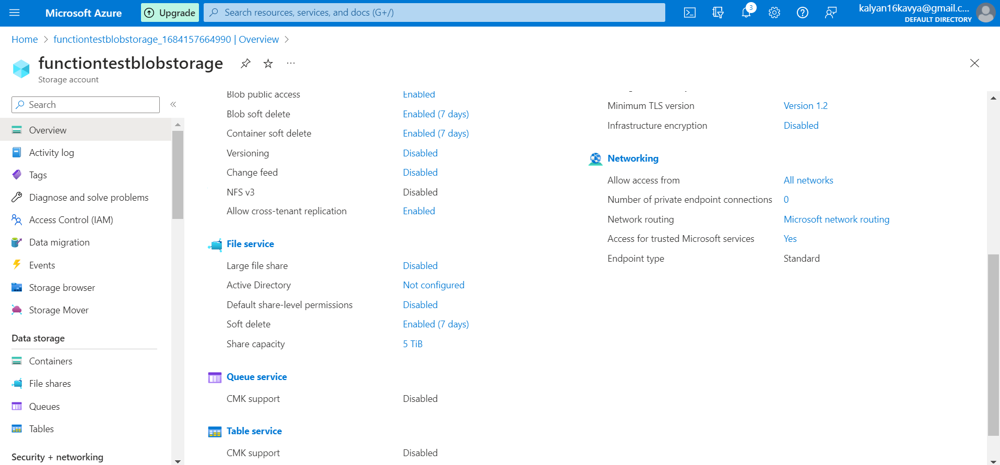 Microsoft Azure
Upgrade
Search resources, services, and docs (G+/)
3
kalyan16kavya@gmail.c...
DEFAULT DIRECTORY
Home > functiontestblobstorage_1684157664990 | Overview >
functiontestblobstorage
Storage account
Search
«
Overview
Activity log
Tags
Diagnose and solve problems
Access Control (IAM)
Data migration
Events
Storage browser
Storage Mover
Data storage
Containers
File shares
Queues
Tables
Security + networking
Blob public access Enabled
Blob soft delete Enabled (7 days)
Container soft delete Enabled (7 days)
Versioning Disabled
Change feed Disabled
NFS v3 Disabled
Allow cross-tenant replication Enabled
File service
Large file share Disabled
Active Directory Not configured
Default share-level permissions Disabled
Soft delete Enabled (7 days)
Share capacity 5 TiB
Queue service
CMK support Disabled
Table service
CMK support Disabled
Minimum TLS version Version 1.2
Infrastructure encryption Disabled
Networking
Allow access from All networks
Number of private endpoint connections 0
Network routing Microsoft network routing
Access for trusted Microsoft services Yes
Endpoint type Standard